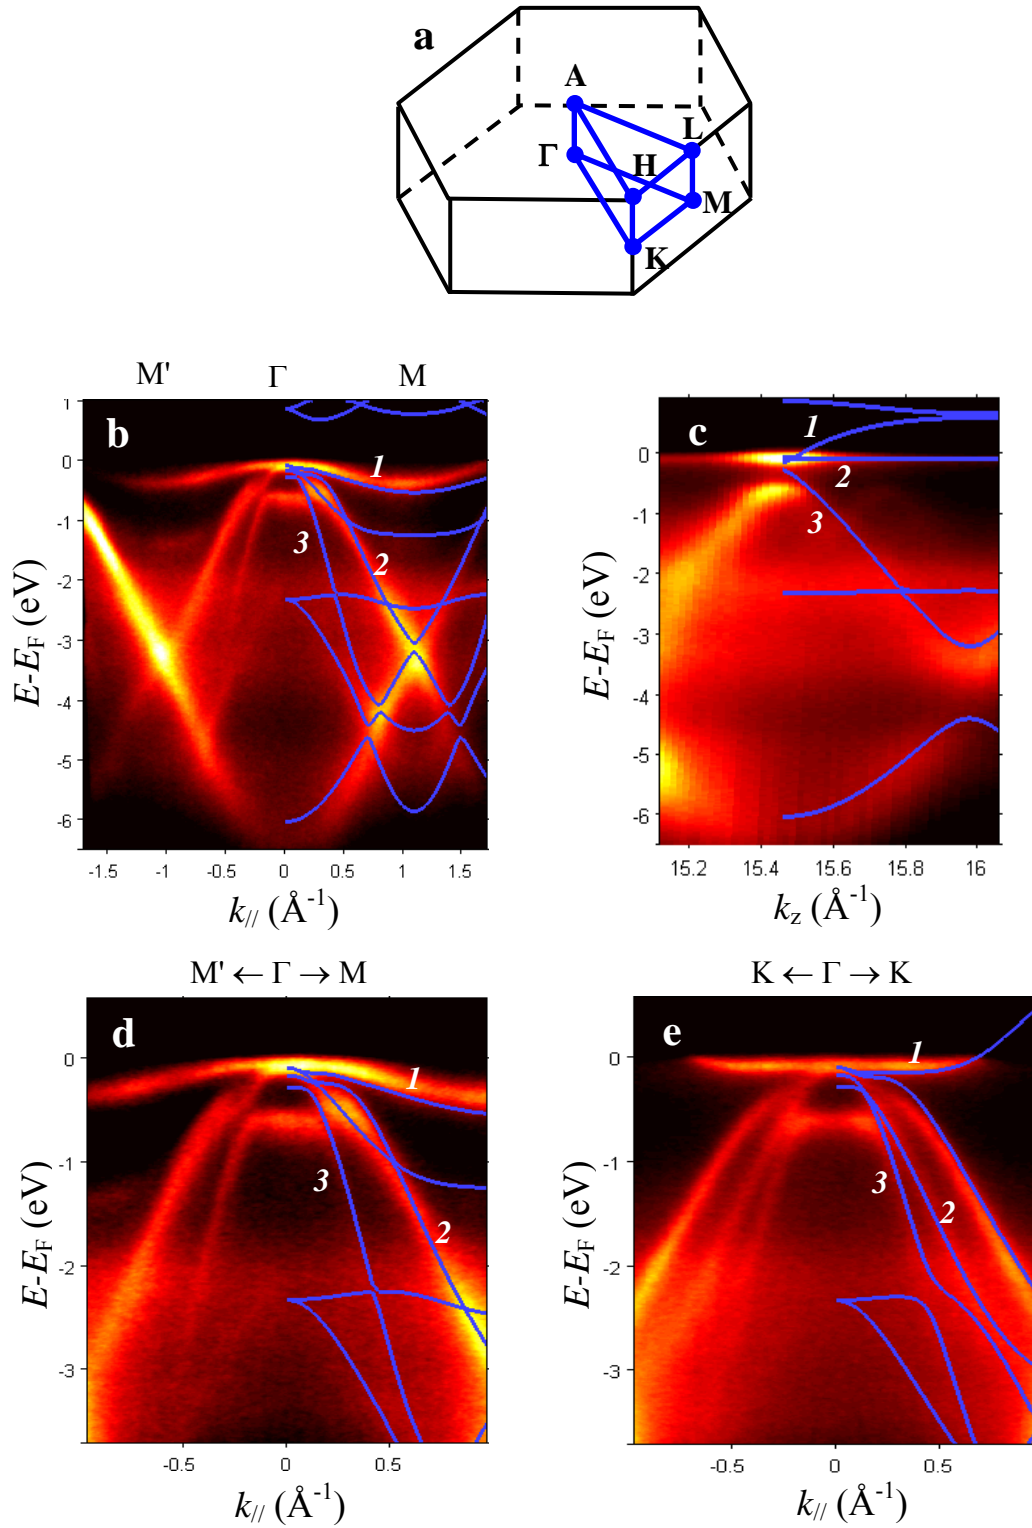 a
A
L
Γ
H
M
K
M' Γ M
b
1
0
-1
-2
-3
-4
-5
-6
1
2
3
E-E_F (eV)
-1.5 -1 -0.5 0 0.5 1 1.5
k_// (Å^-1)
c
0
-1
-2
-3
-4
-5
-6
1
2
3
E-E_F (eV)
15.2 15.4 15.6 15.8 16
k_z (Å^-1)
M' ← Γ → M
d
0
-1
-2
-3
1
2
3
E-E_F (eV)
-0.5 0 0.5
k_// (Å^-1)
K ← Γ → K
e
0
-1
-2
-3
1
2
3
E-E_F (eV)
-0.5 0 0.5
k_// (Å^-1)